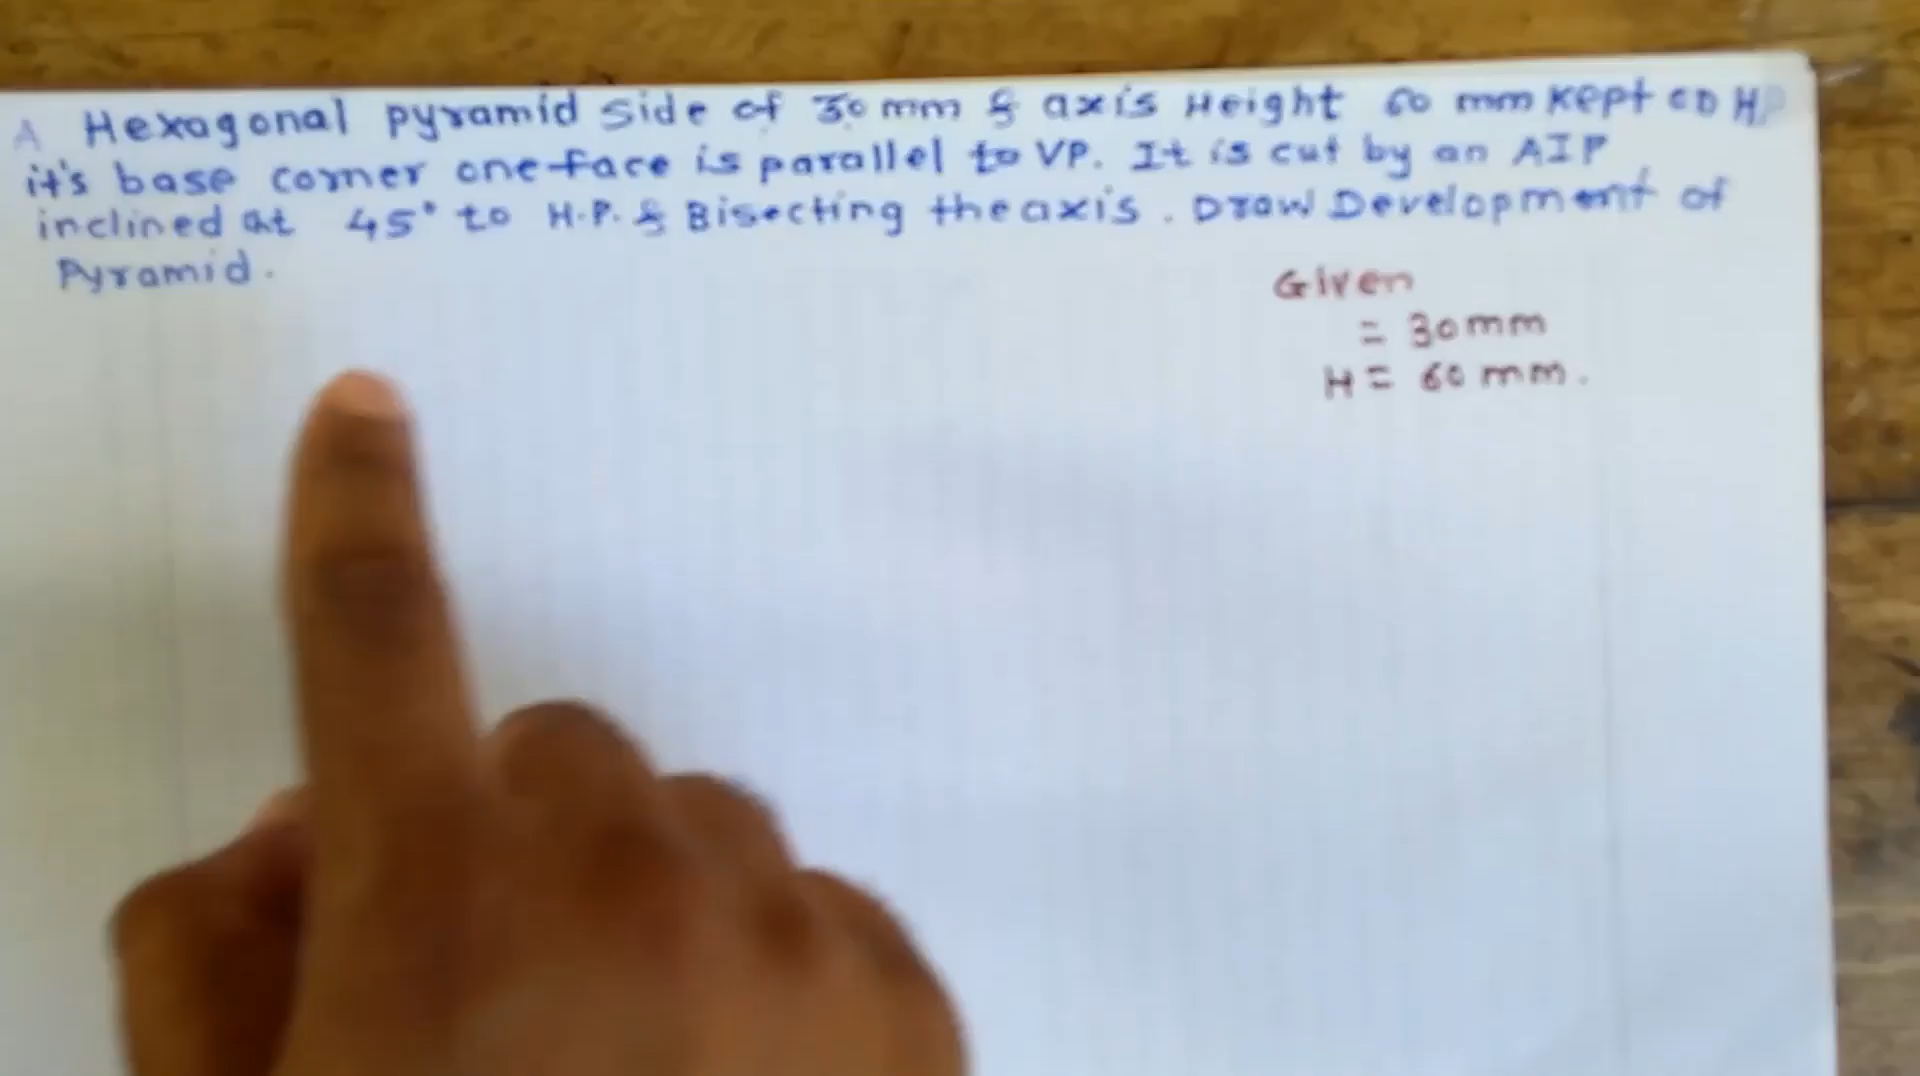 A Hexagonal pyramid side of 30 mm & axis Height 60 mm kept on HP
it's base corner one face is parallel to VP. It is cut by an AIP
inclined at 45° to H.P. & Bisecting the axis. Draw Development of
Pyramid.
Given
= 30mm
H = 60 mm.